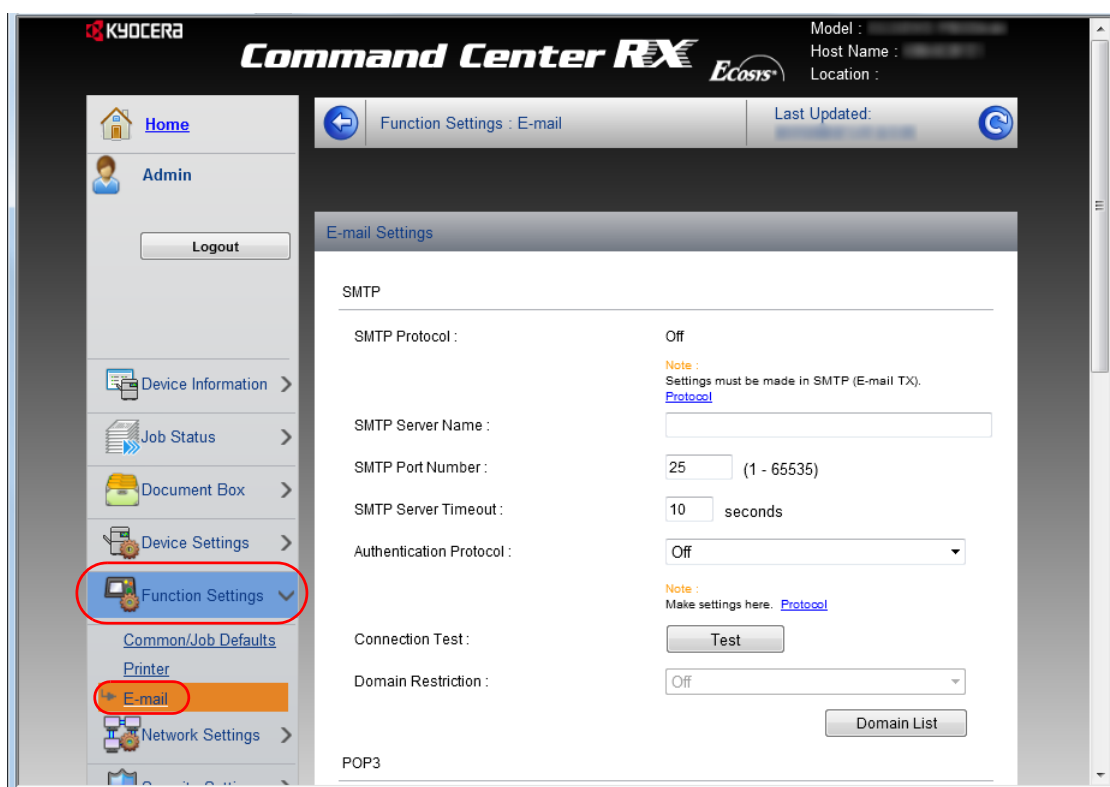 KYOCERA
Command Center RX
Ecosys
Model :
Host Name :
Location :
Home
Admin
Logout
Device Information
Job Status
Document Box
Device Settings
Function Settings
Common/Job Defaults
Printer
E-mail
Network Settings
Function Settings : E-mail
Last Updated:
E-mail Settings
SMTP
SMTP Protocol : Off
Note :
Settings must be made in SMTP (E-mail TX).
Protocol
SMTP Server Name :
SMTP Port Number : 25 (1 - 65535)
SMTP Server Timeout : 10 seconds
Authentication Protocol : Off
Note :
Make settings here. Protocol
Connection Test : Test
Domain Restriction : Off
Domain List
POP3